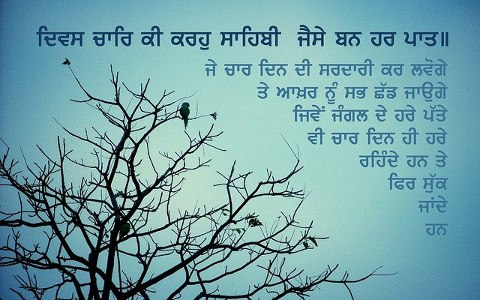 ਦਿਵਸ ਚਾਰਿ ਕੀ ਕਰਹੁ ਸਾਹਿਬੀ ਜੈਸੇ ਬਨ ਹਰ ਪਾਤ॥
ਜੇ ਚਾਰ ਦਿਨ ਦੀ ਸਰਦਾਰੀ ਕਰ ਲਵੋਗੇ
ਤੇ ਆਖ਼ਰ ਨੂੰ ਸਭ ਛੱਡ ਜਾਉਗੇ
ਜਿਵੇਂ ਜੰਗਲ ਦੇ ਹਰੇ ਪੱਤੇ
ਵੀ ਚਾਰ ਦਿਨ ਹੀ ਹਰੇ
ਰਹਿੰਦੇ ਹਨ ਤੇ
ਫਿਰ ਸੁੱਕ
ਜਾਂਦੇ
ਹਨ